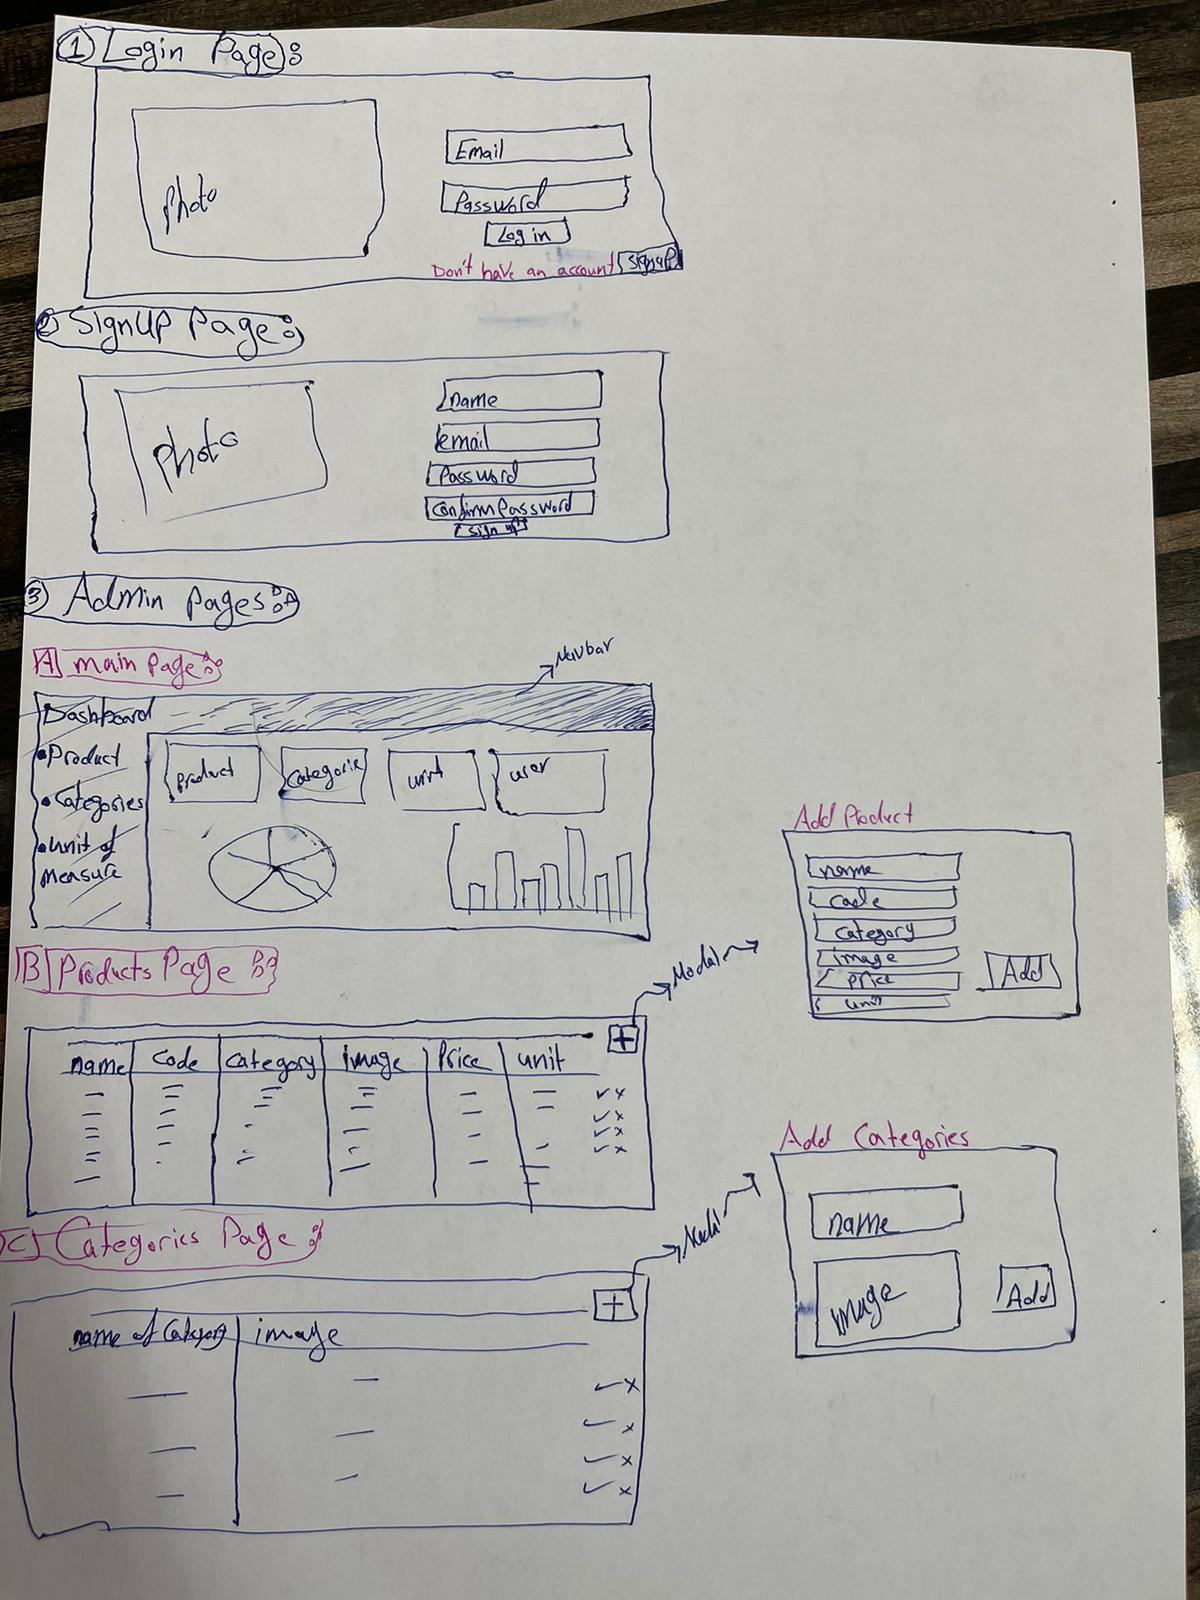 ① Login Page:
Photo
Email
Password
Log in
Don't have an account SignUP
② SignUP Page:
Photo
name
email
Password
Confirm Password
sign up
③ Admin Pages:
A main page:
Navbar
Dashboard
• Product
• Categories
• Unit of
measure
Product
Categorie
unit
user
B Products Page:
Modal
+
name code category image Price unit
Add Product
name
code
category
image
price
unit
Add
C Categories Page:
Modal
+
name of Category image
Add Categories
name
image
Add